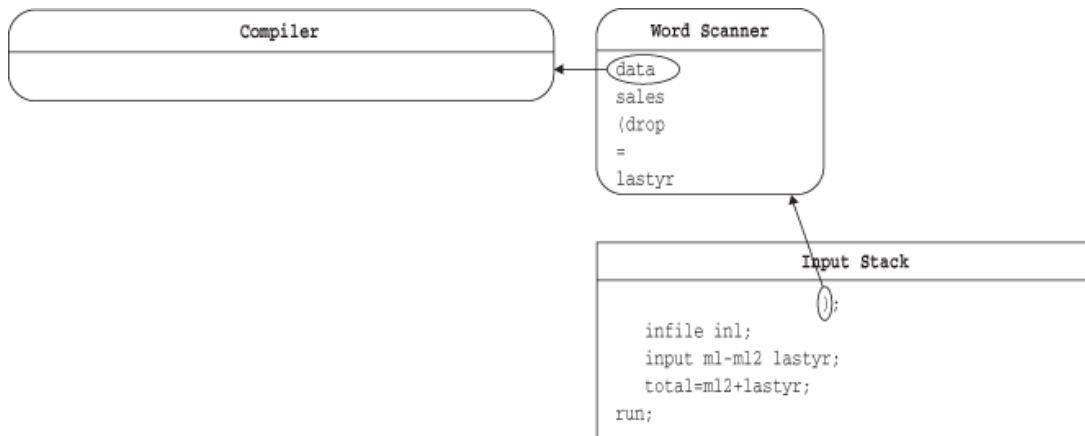 Compiler
Word Scanner
data
sales
(drop
=
lastyr
Input Stack
);
infile in1;
input m1-m12 lastyr;
total=m12+lastyr;
run;